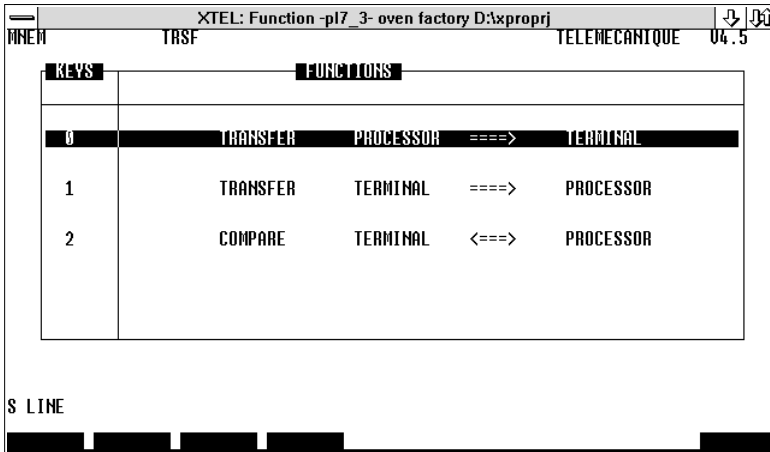 XTEL: Function -pl7_3- oven factory D:\xproprj
MNEM TRSF TELEMECANIQUE V4.5
KEYS FUNCTIONS
0 TRANSFER PROCESSOR ====> TERMINAL
1 TRANSFER TERMINAL ====> PROCESSOR
2 COMPARE TERMINAL <===> PROCESSOR
S LINE